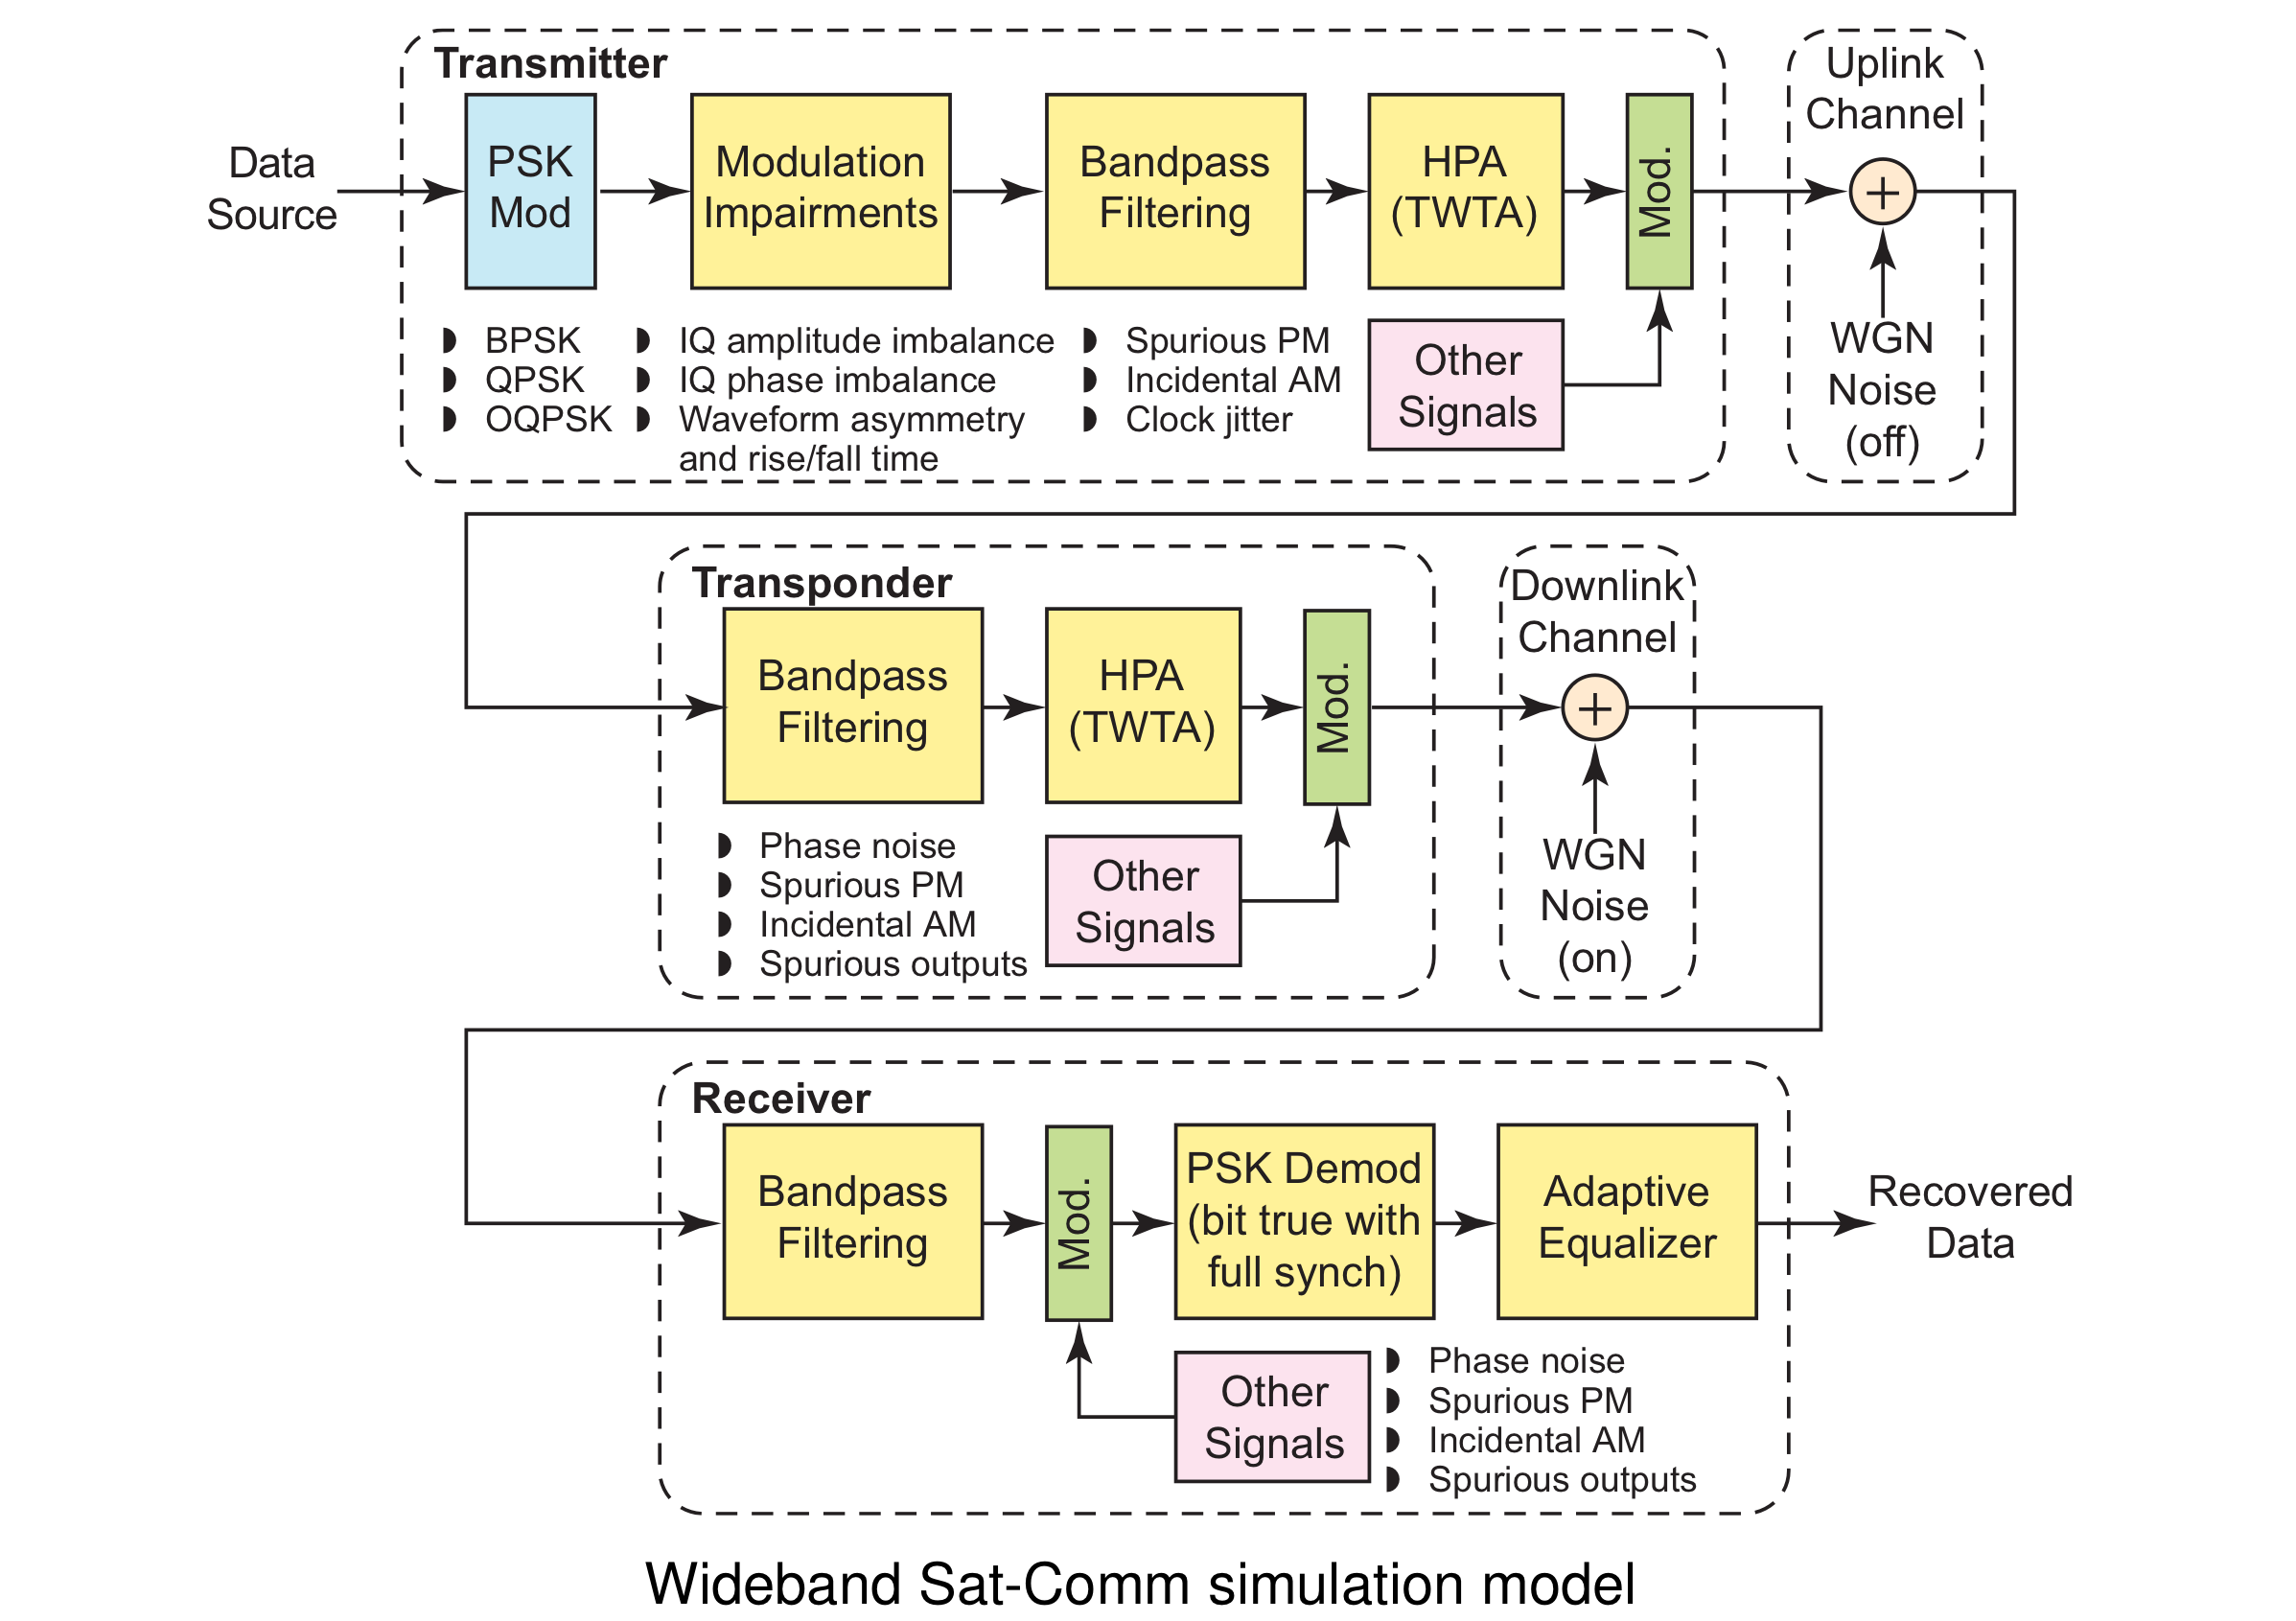 Transmitter
Uplink
Channel
Data
Source
PSK
Mod
Modulation
Impairments
Bandpass
Filtering
HPA
(TWTA)
Mod.
+
BPSK
QPSK
OQPSK
IQ amplitude imbalance
IQ phase imbalance
Waveform asymmetry
and rise/fall time
Spurious PM
Incidental AM
Clock jitter
Other
Signals
WGN
Noise
(off)
Transponder
Downlink
Channel
Bandpass
Filtering
HPA
(TWTA)
Mod.
+
Phase noise
Spurious PM
Incidental AM
Spurious outputs
Other
Signals
WGN
Noise
(on)
Receiver
Bandpass
Filtering
Mod.
PSK Demod
(bit true with
full synch)
Adaptive
Equalizer
Recovered
Data
Other
Signals
Phase noise
Spurious PM
Incidental AM
Spurious outputs
Wideband Sat-Comm simulation model